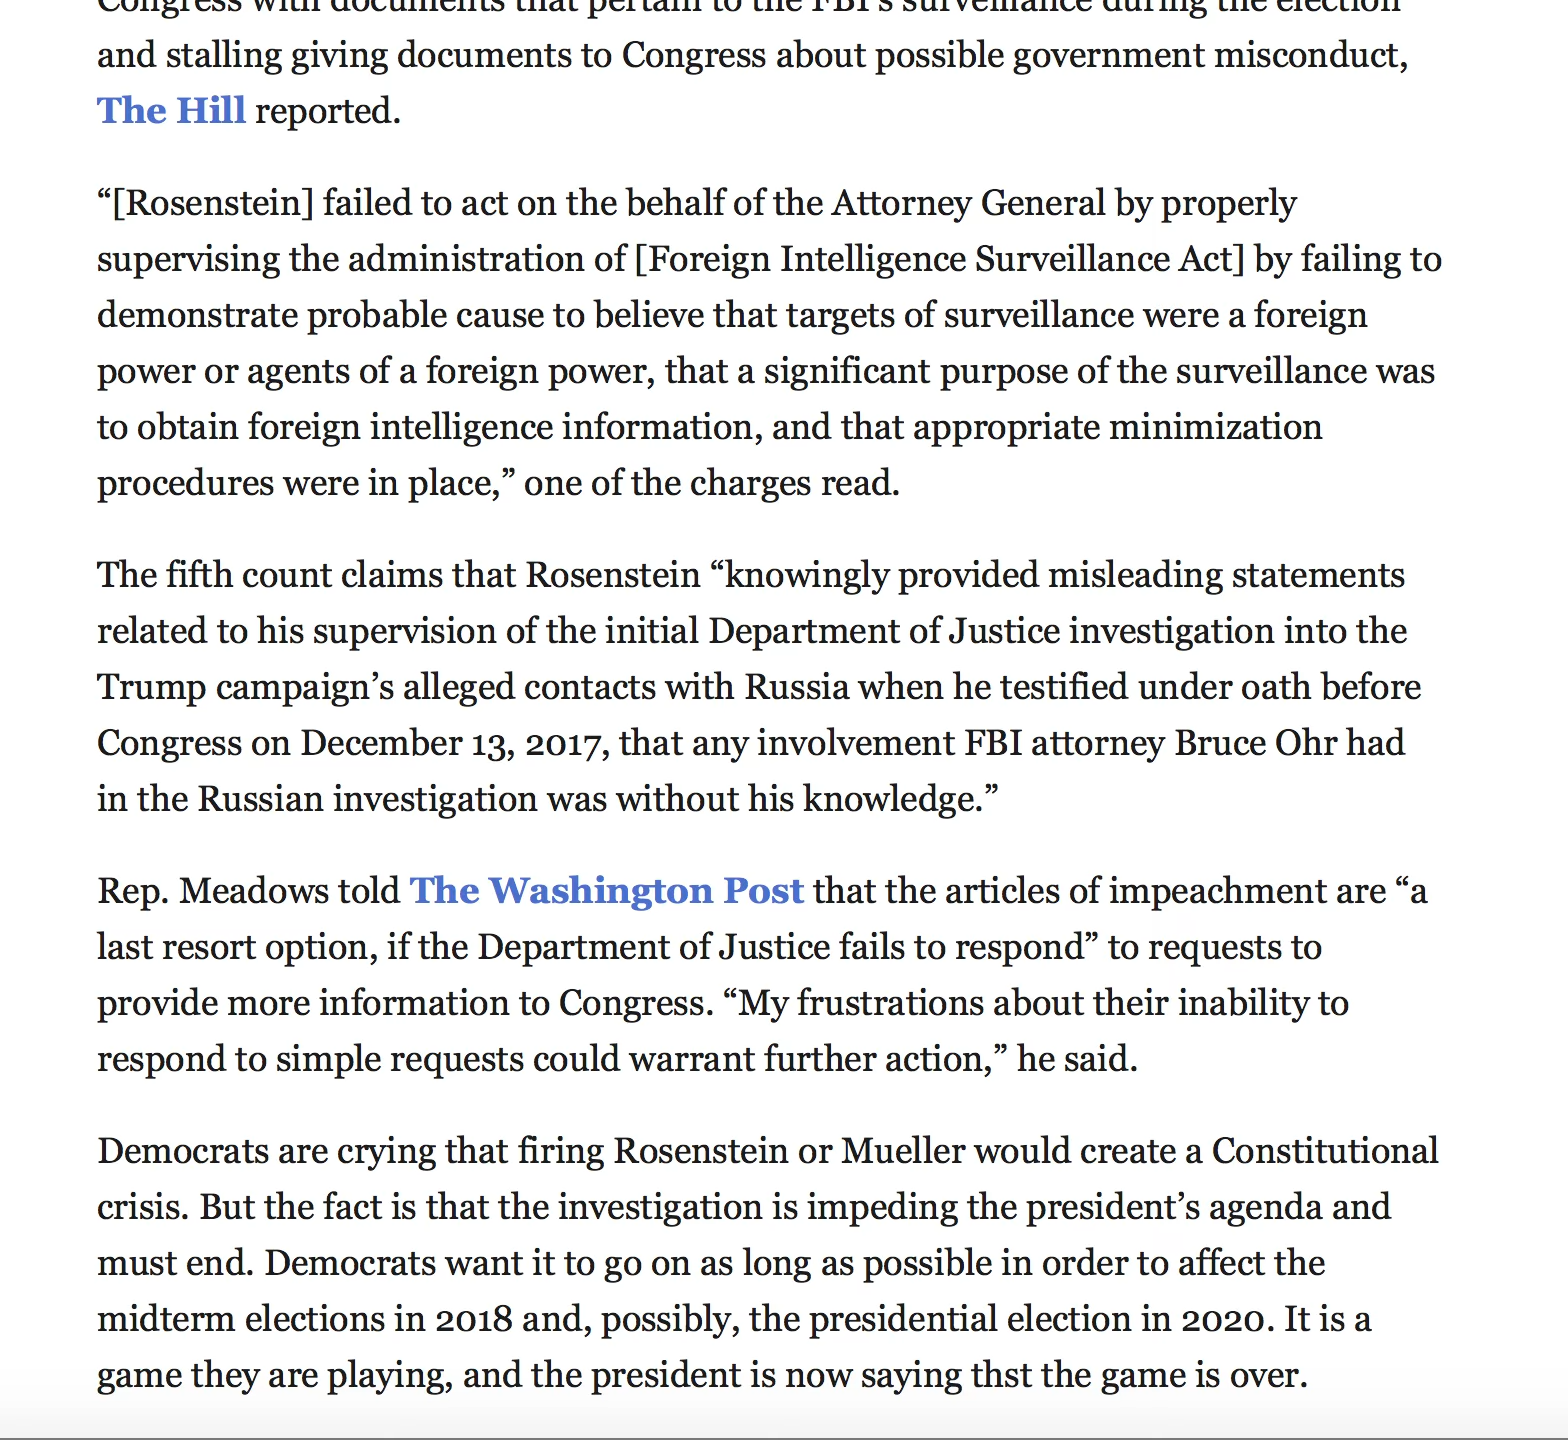 Congress with documents that pertain to the FBI’s surveillance during the election
and stalling giving documents to Congress about possible government misconduct,
The Hill reported.
“[Rosenstein] failed to act on the behalf of the Attorney General by properly
supervising the administration of [Foreign Intelligence Surveillance Act] by failing to
demonstrate probable cause to believe that targets of surveillance were a foreign
power or agents of a foreign power, that a significant purpose of the surveillance was
to obtain foreign intelligence information, and that appropriate minimization
procedures were in place,” one of the charges read.
The fifth count claims that Rosenstein “knowingly provided misleading statements
related to his supervision of the initial Department of Justice investigation into the
Trump campaign’s alleged contacts with Russia when he testified under oath before
Congress on December 13, 2017, that any involvement FBI attorney Bruce Ohr had
in the Russian investigation was without his knowledge.”
Rep. Meadows told The Washington Post that the articles of impeachment are “a
last resort option, if the Department of Justice fails to respond” to requests to
provide more information to Congress. “My frustrations about their inability to
respond to simple requests could warrant further action,” he said.
Democrats are crying that firing Rosenstein or Mueller would create a Constitutional
crisis. But the fact is that the investigation is impeding the president’s agenda and
must end. Democrats want it to go on as long as possible in order to affect the
midterm elections in 2018 and, possibly, the presidential election in 2020. It is a
game they are playing, and the president is now saying thst the game is over.